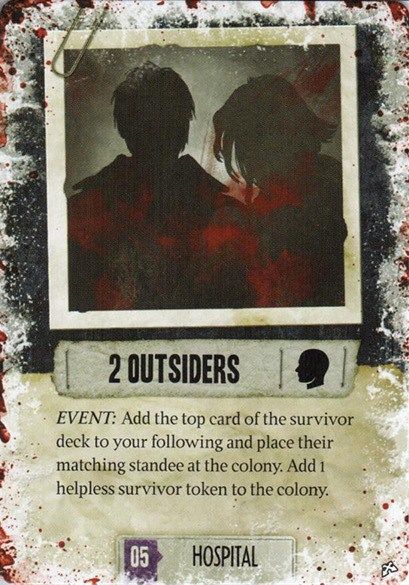 2 OUTSIDERS
EVENT: Add the top card of the survivor
deck to your following and place their
matching standee at the colony. Add 1
helpless survivor token to the colony.
05 HOSPITAL